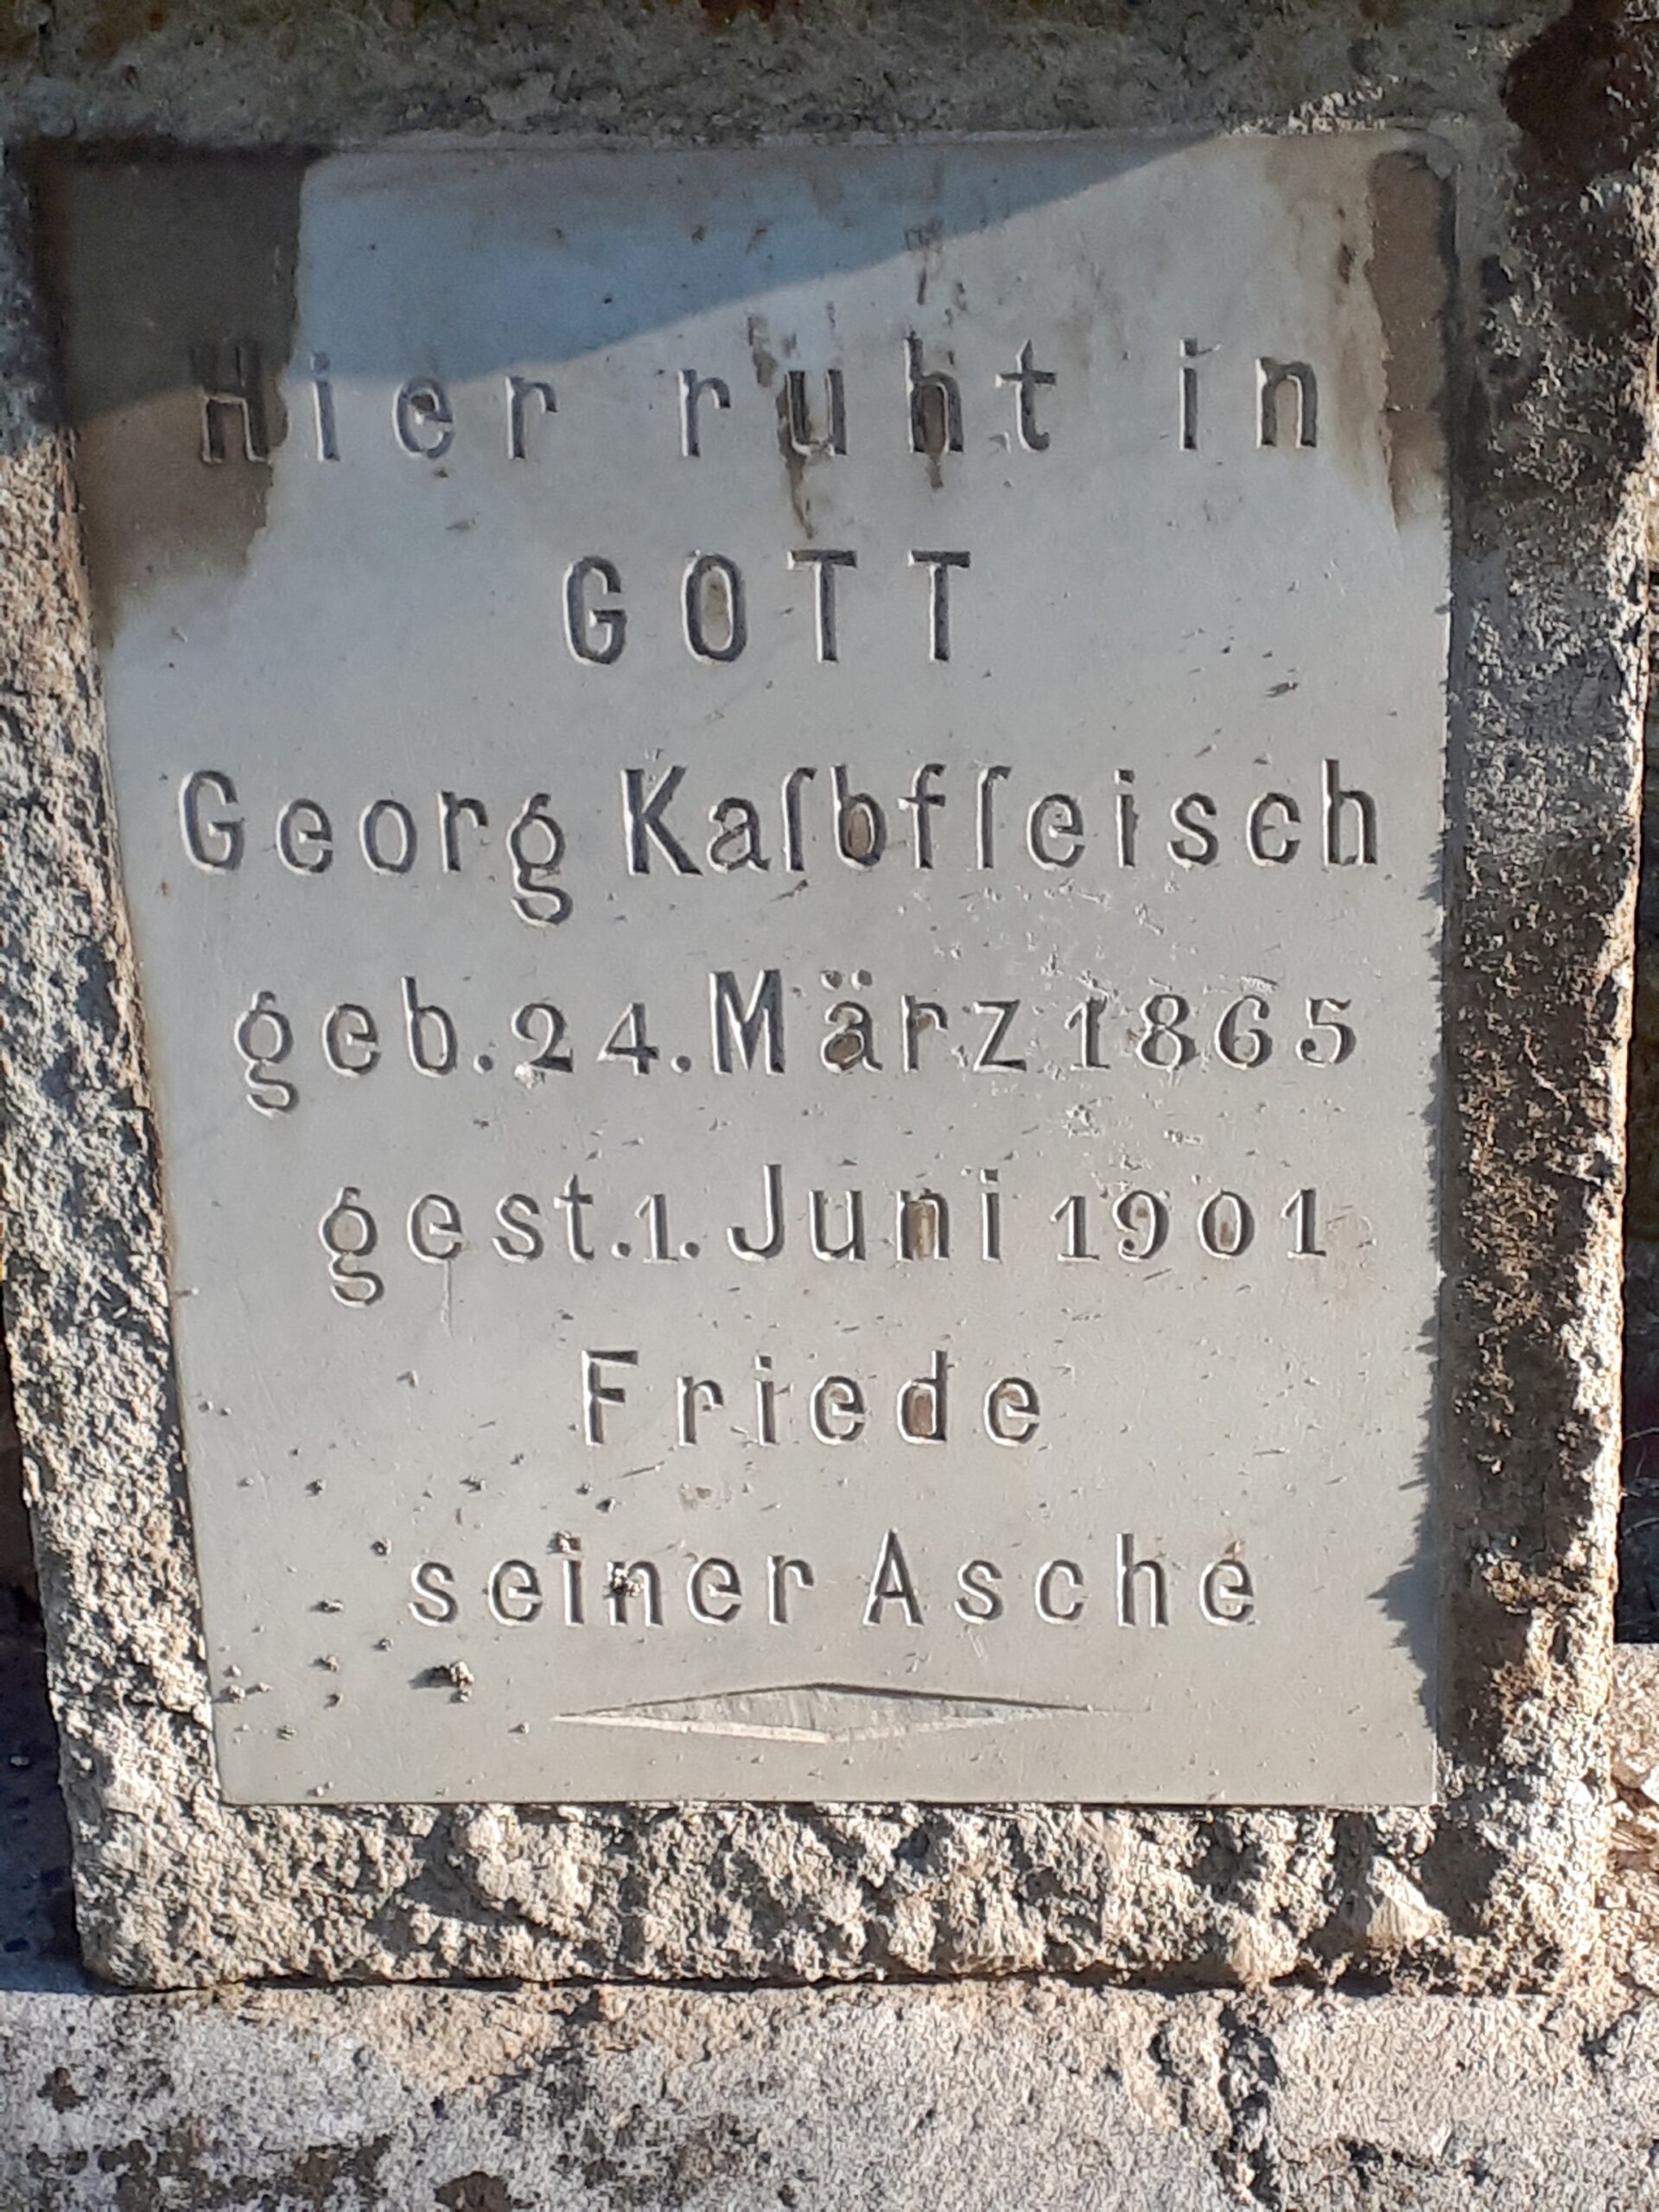 Hier ruht in
GOTT
Georg Kalbfleisch
geb. 24. März 1865
gest. 1. Juni 1901
Friede
seiner Asche